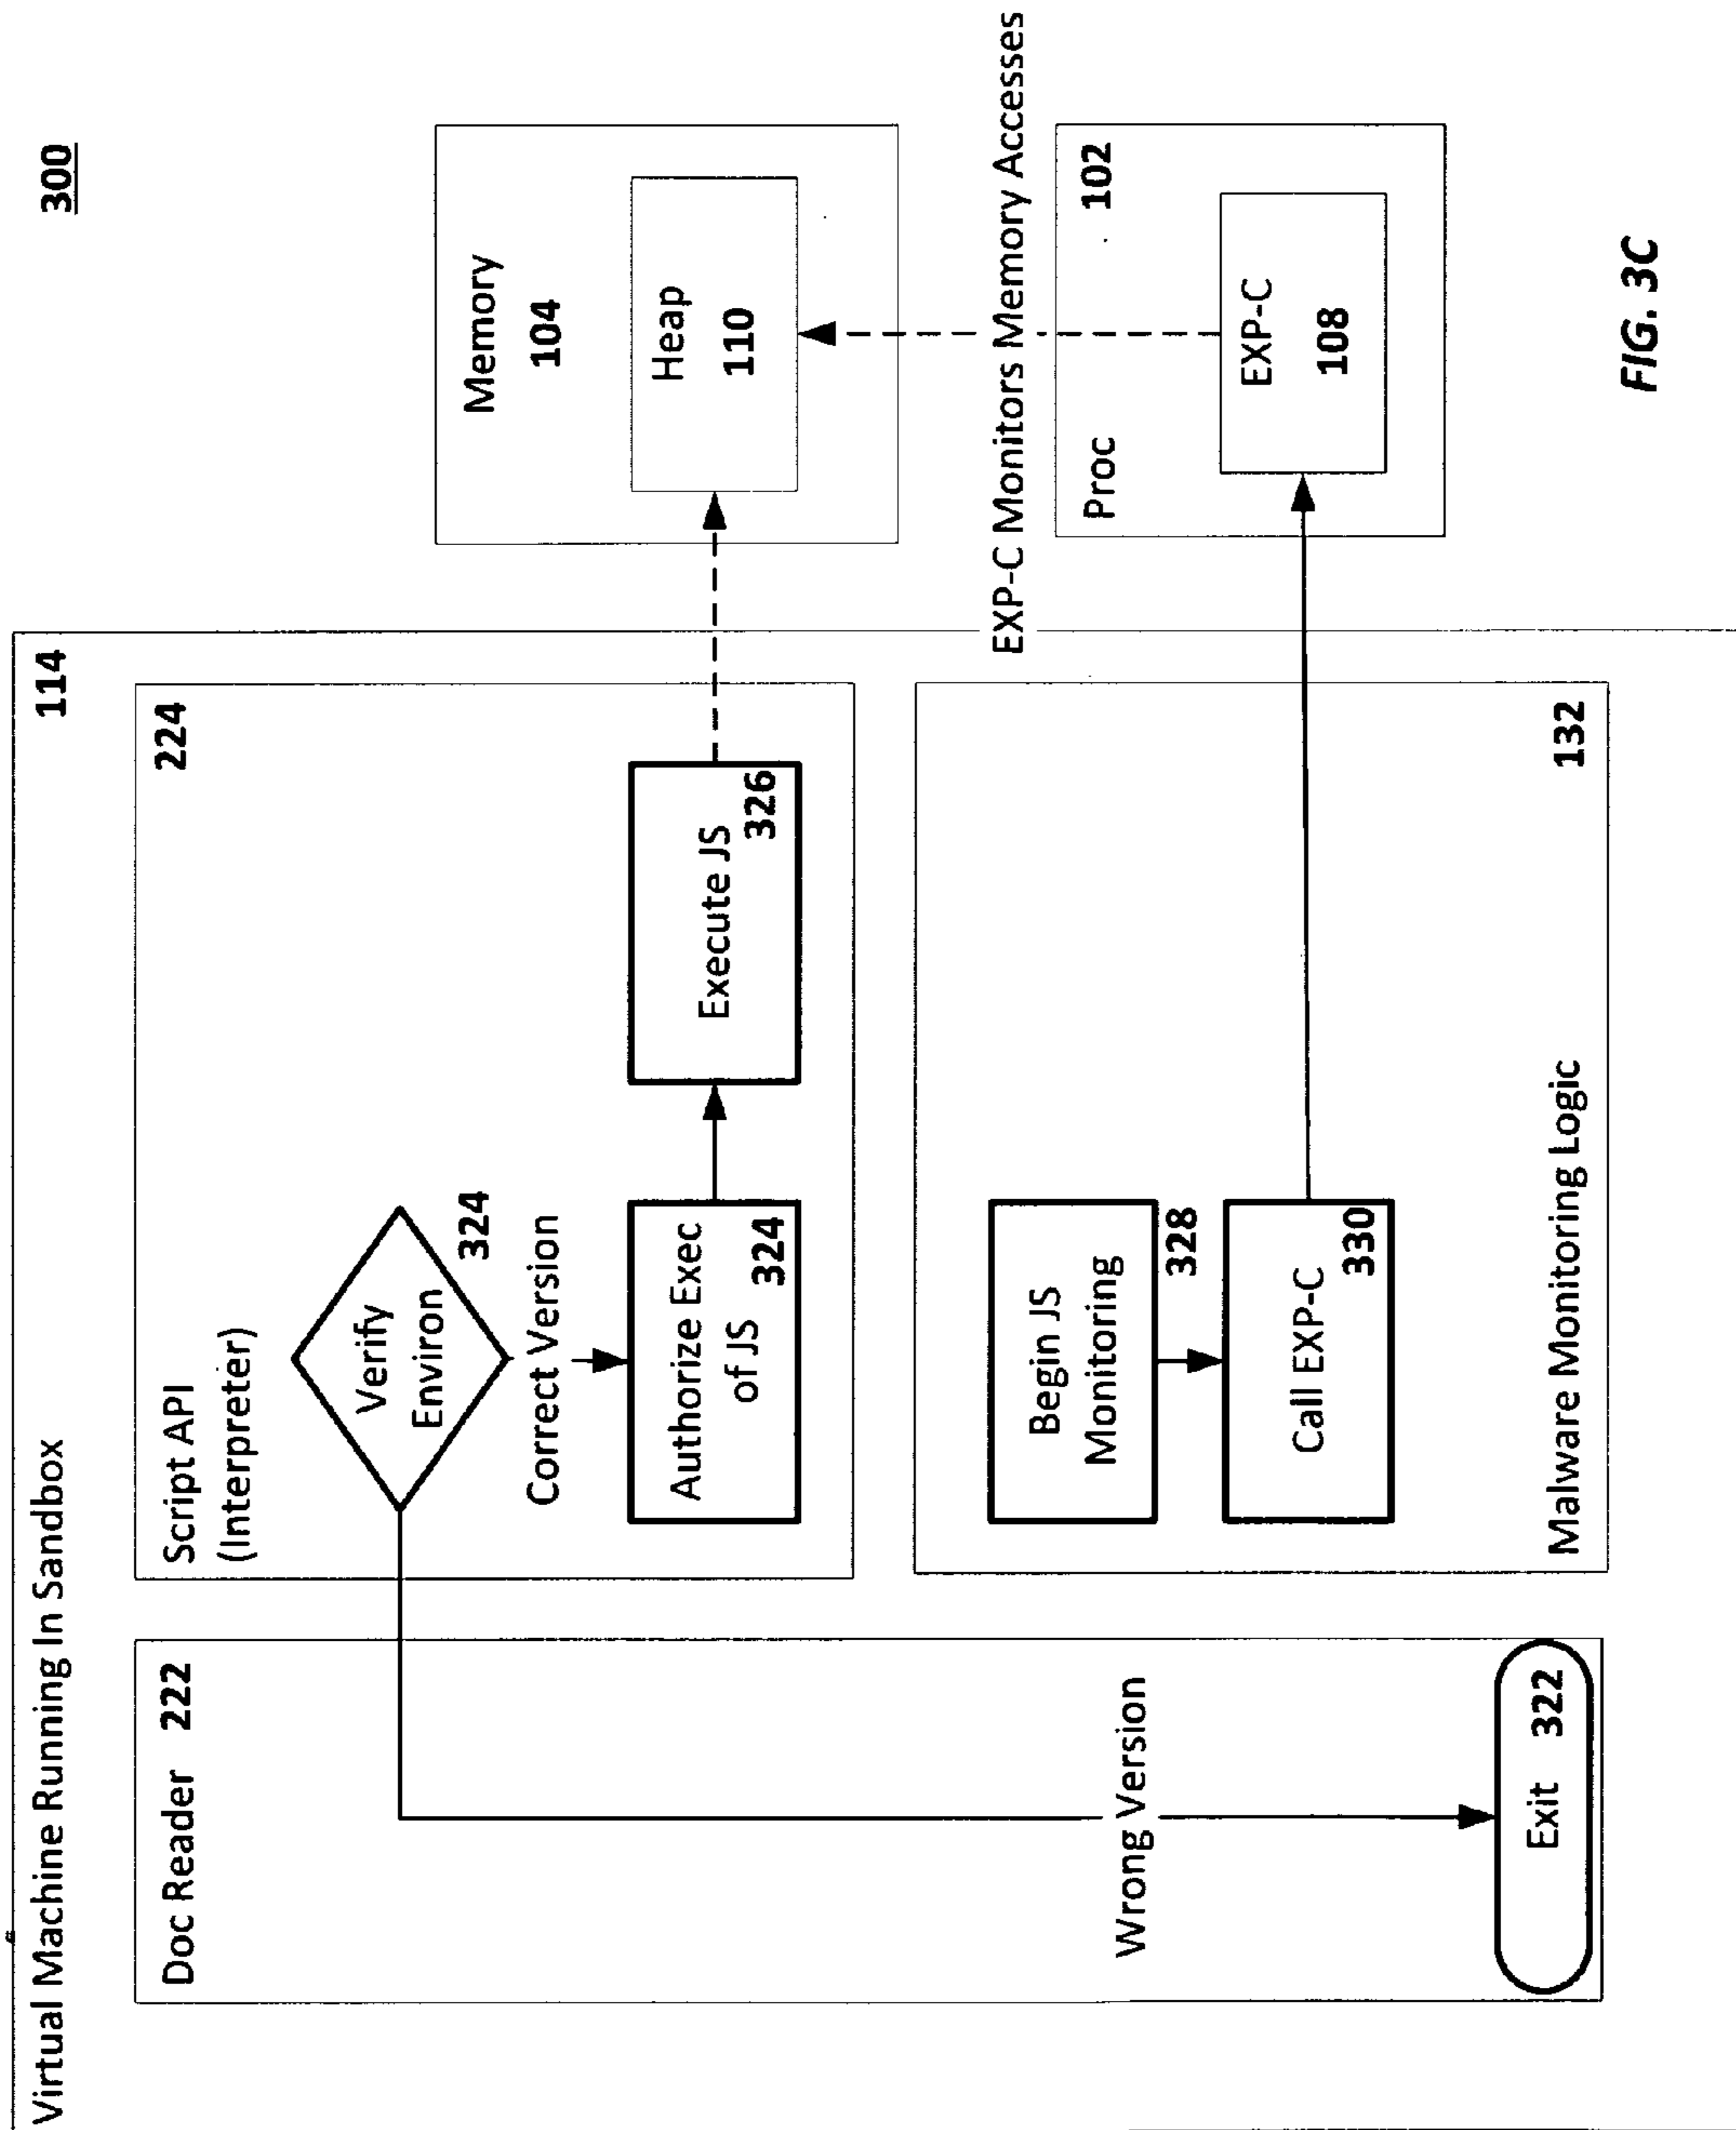 300
Virtual Machine Running In Sandbox
114
Doc Reader 222
Script API
(Interpreter)
224
Verify
Environ
324
Correct Version
Authorize Exec
of JS
324
Execute JS
326
Memory
104
Heap
110
EXP-C Monitors Memory Accesses
Begin JS
Monitoring
328
Call EXP-C
330
Malware Monitoring Logic
132
Proc
102
EXP-C
108
Wrong Version
Exit 322
FIG. 3C